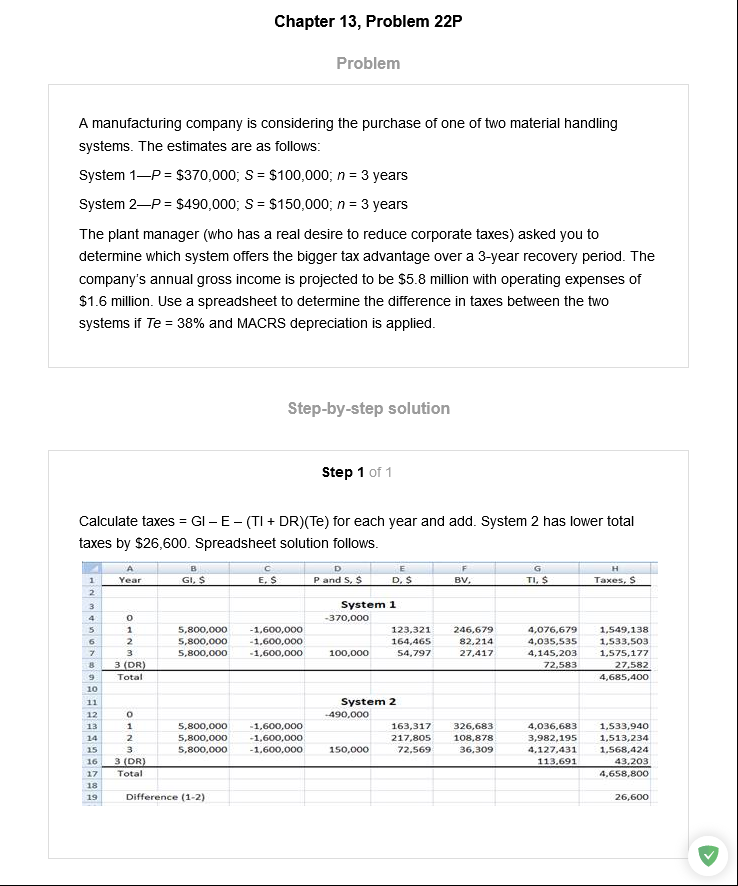 Chapter 13, Problem 22P
Problem
A manufacturing company is considering the purchase of one of two material handling
systems. The estimates are as follows:
System 1—P = $370,000; S = $100,000; n = 3 years
System 2—P = $490,000; S = $150,000; n = 3 years
The plant manager (who has a real desire to reduce corporate taxes) asked you to
determine which system offers the bigger tax advantage over a 3-year recovery period. The
company's annual gross income is projected to be $5.8 million with operating expenses of
$1.6 million. Use a spreadsheet to determine the difference in taxes between the two
systems if Te = 38% and MACRS depreciation is applied.
Step-by-step solution
Step 1 of 1
Calculate taxes = GI – E – (TI + DR)(Te) for each year and add. System 2 has lower total
taxes by $26,600. Spreadsheet solution follows.
A B C D E F G H
1 Year GI, $ E, $ P and S, $ D, $ BV, TI, $ Taxes, $
2
3 System 1
4 0 -370,000
5 1 5,800,000 -1,600,000 123,321 246,679 4,076,679 1,549,138
6 2 5,800,000 -1,600,000 164,465 82,214 4,035,535 1,533,503
7 3 5,800,000 -1,600,000 100,000 54,797 27,417 4,145,203 1,575,177
8 3 (DR) 72,583 27,582
9 Total 4,685,400
10
11 System 2
12 0 -490,000
13 1 5,800,000 -1,600,000 163,317 326,683 4,036,683 1,533,940
14 2 5,800,000 -1,600,000 217,805 108,878 3,982,195 1,513,234
15 3 5,800,000 -1,600,000 150,000 72,569 36,309 4,127,431 1,568,424
16 3 (DR) 113,691 43,203
17 Total 4,658,800
18
19 Difference (1-2) 26,600